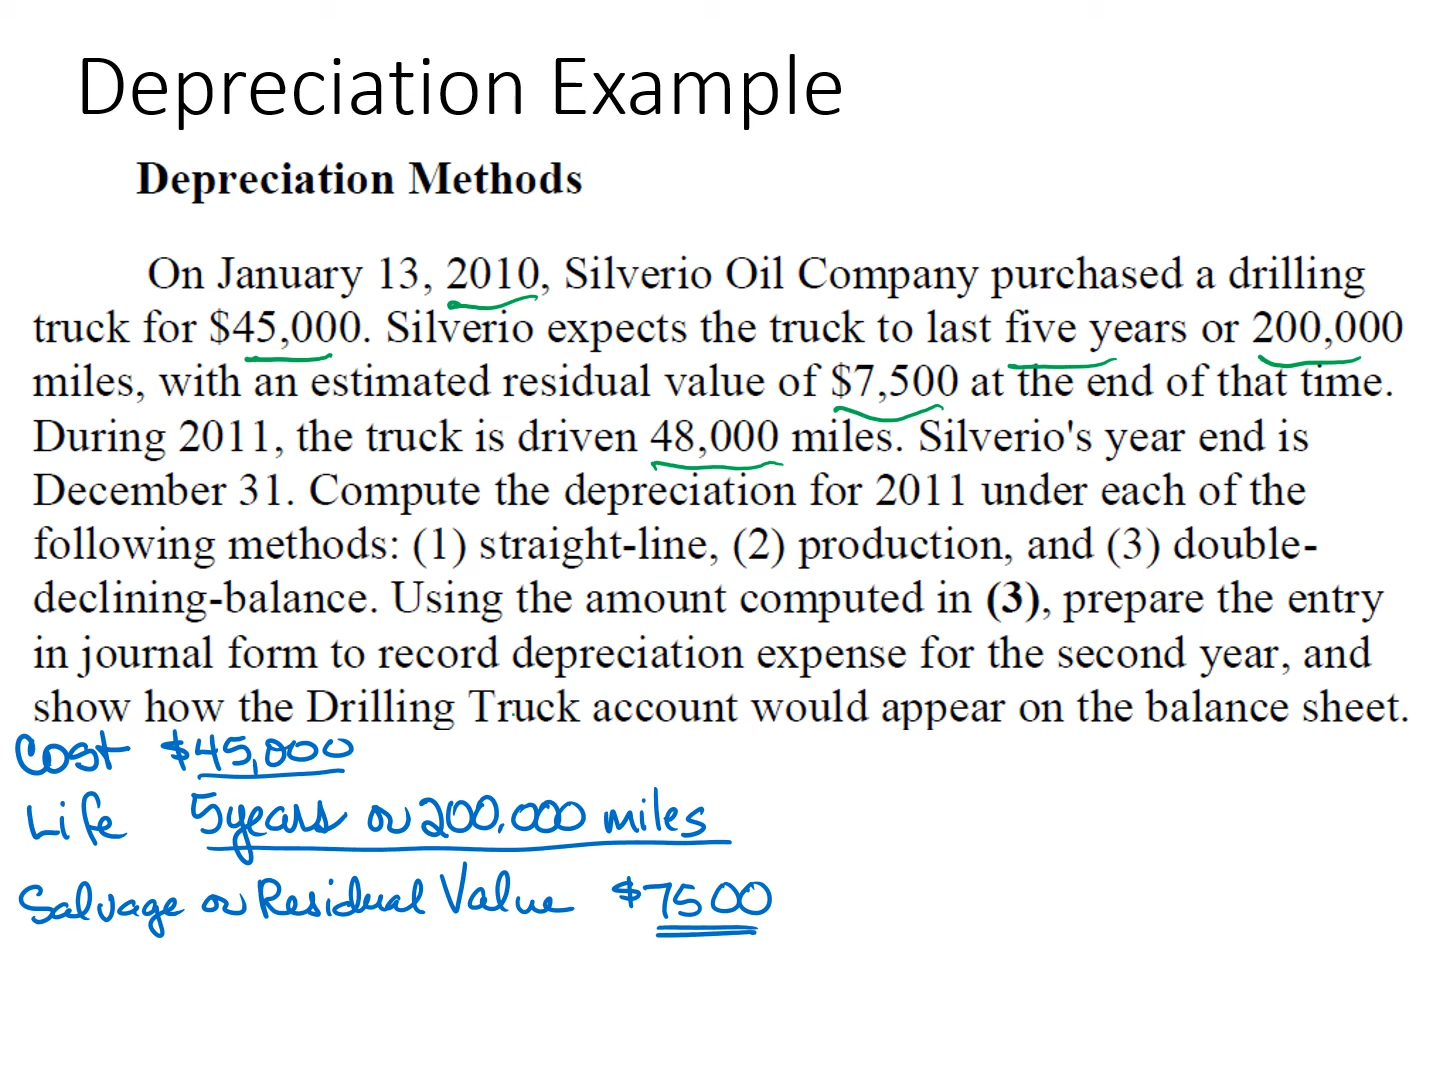 Depreciation Example
Depreciation Methods
On January 13, 2010, Silverio Oil Company purchased a drilling
truck for $45,000. Silverio expects the truck to last five years or 200,000
miles, with an estimated residual value of $7,500 at the end of that time.
During 2011, the truck is driven 48,000 miles. Silverio's year end is
December 31. Compute the depreciation for 2011 under each of the
following methods: (1) straight-line, (2) production, and (3) double-
declining-balance. Using the amount computed in (3), prepare the entry
in journal form to record depreciation expense for the second year, and
show how the Drilling Truck account would appear on the balance sheet.
Cost $45,000
Life 5 years or 200,000 miles
Salvage or Residual Value $7500